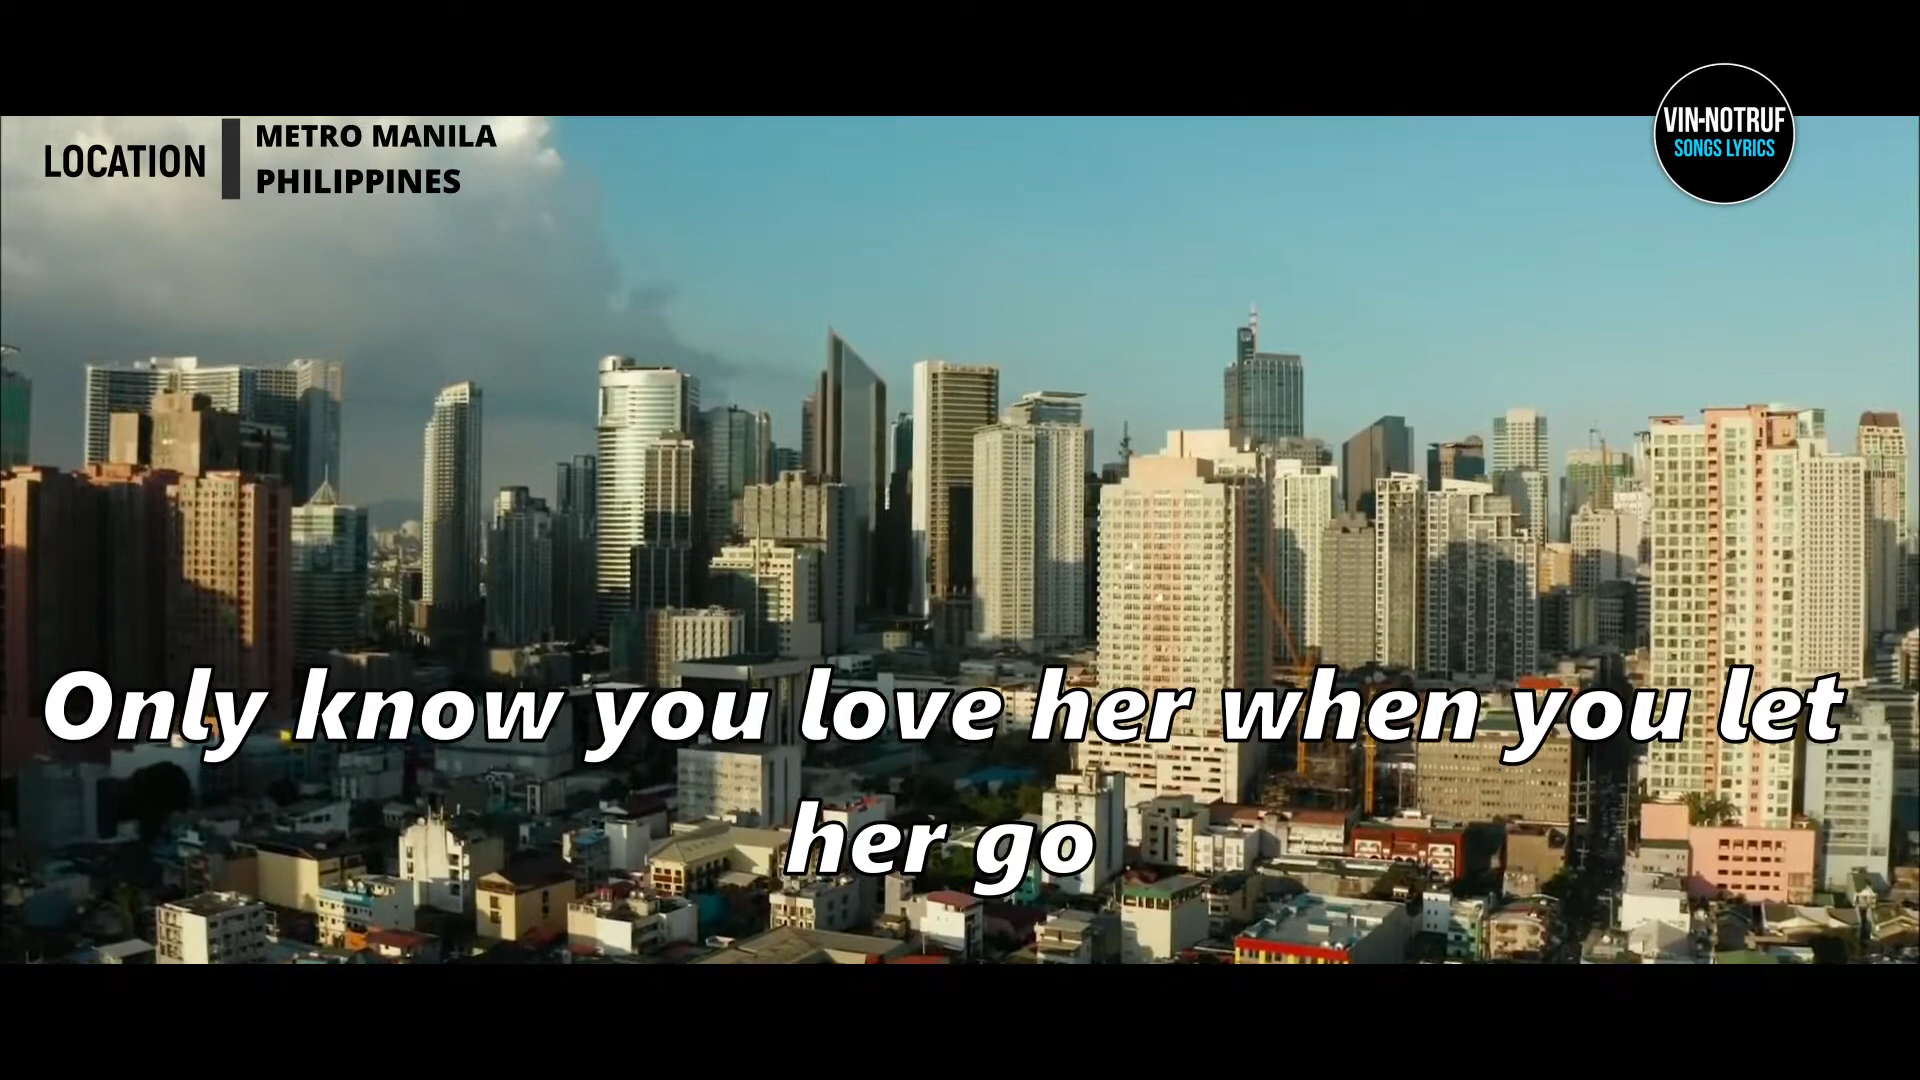 LOCATION
METRO MANILA
PHILIPPINES
VIN-NOTRUF
SONGS LYRICS
Only know you love her when you let
her go